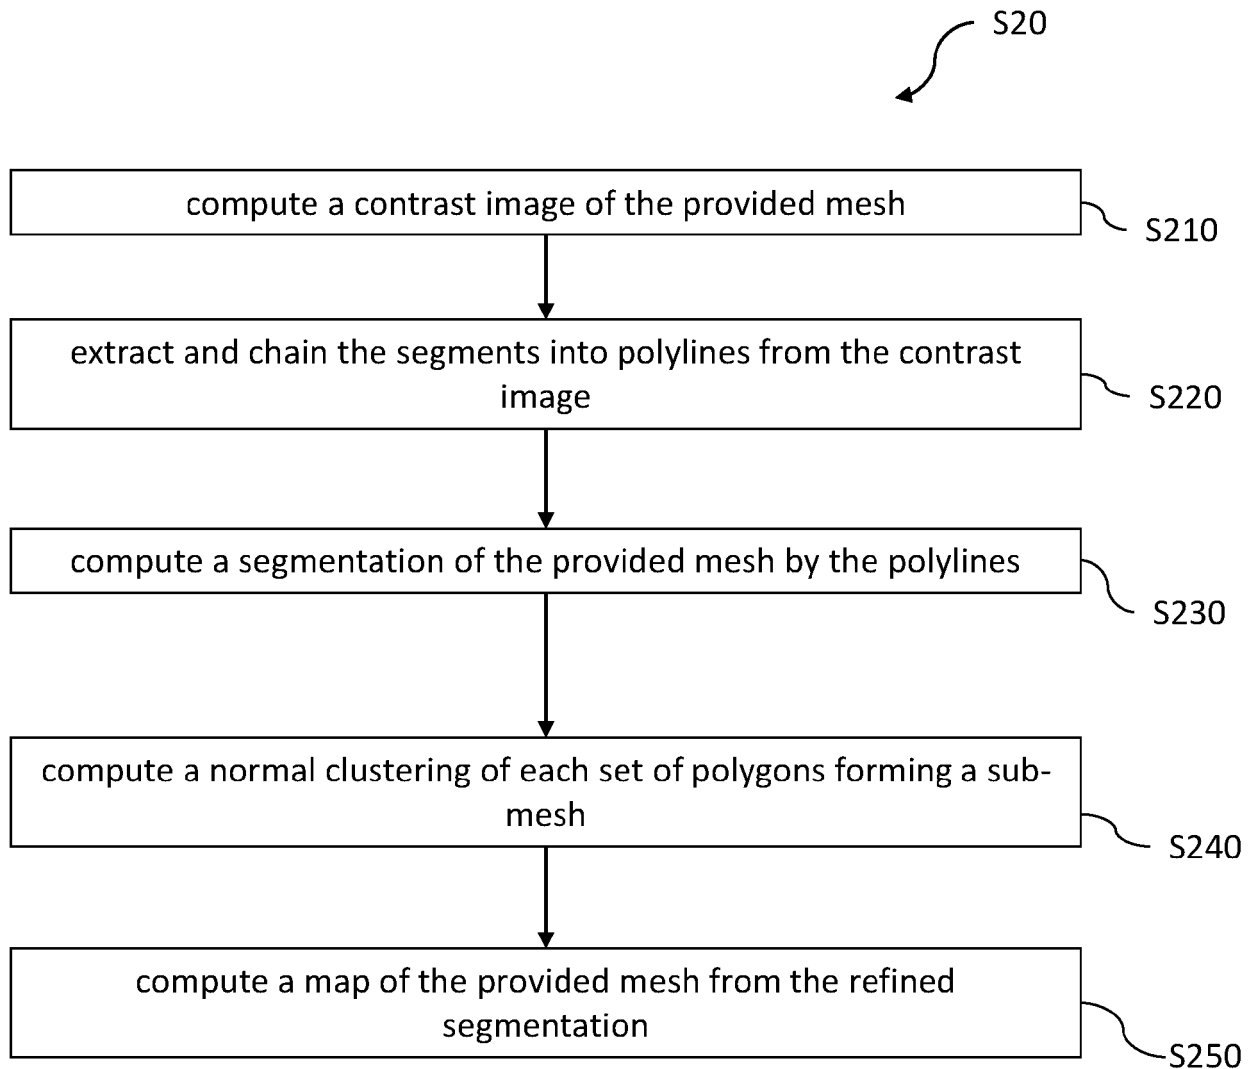 S20
compute a contrast image of the provided mesh
S210
extract and chain the segments into polylines from the contrast
image
S220
compute a segmentation of the provided mesh by the polylines
S230
compute a normal clustering of each set of polygons forming a sub-
mesh
S240
compute a map of the provided mesh from the refined
segmentation
S250